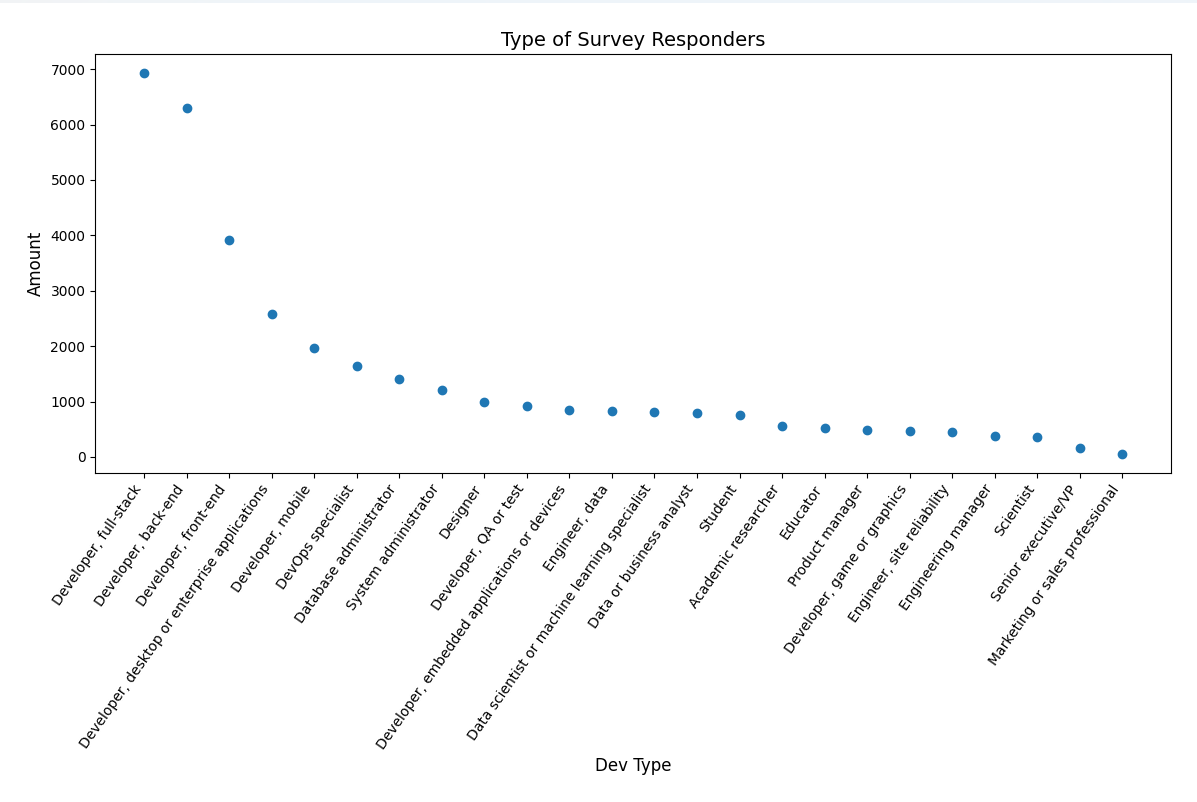 Type of Survey Responders
Amount
7000
6000
5000
4000
3000
2000
1000
0
Developer, full-stack
Developer, back-end
Developer, front-end
Developer, desktop or enterprise applications
Developer, mobile
DevOps specialist
Database administrator
System administrator
Designer
Developer, QA or test
Developer, embedded applications or devices
Engineer, data
Data scientist or machine learning specialist
Data or business analyst
Student
Academic researcher
Educator
Product manager
Developer, game or graphics
Engineer, site reliability
Engineering manager
Scientist
Senior executive/VP
Marketing or sales professional
Dev Type